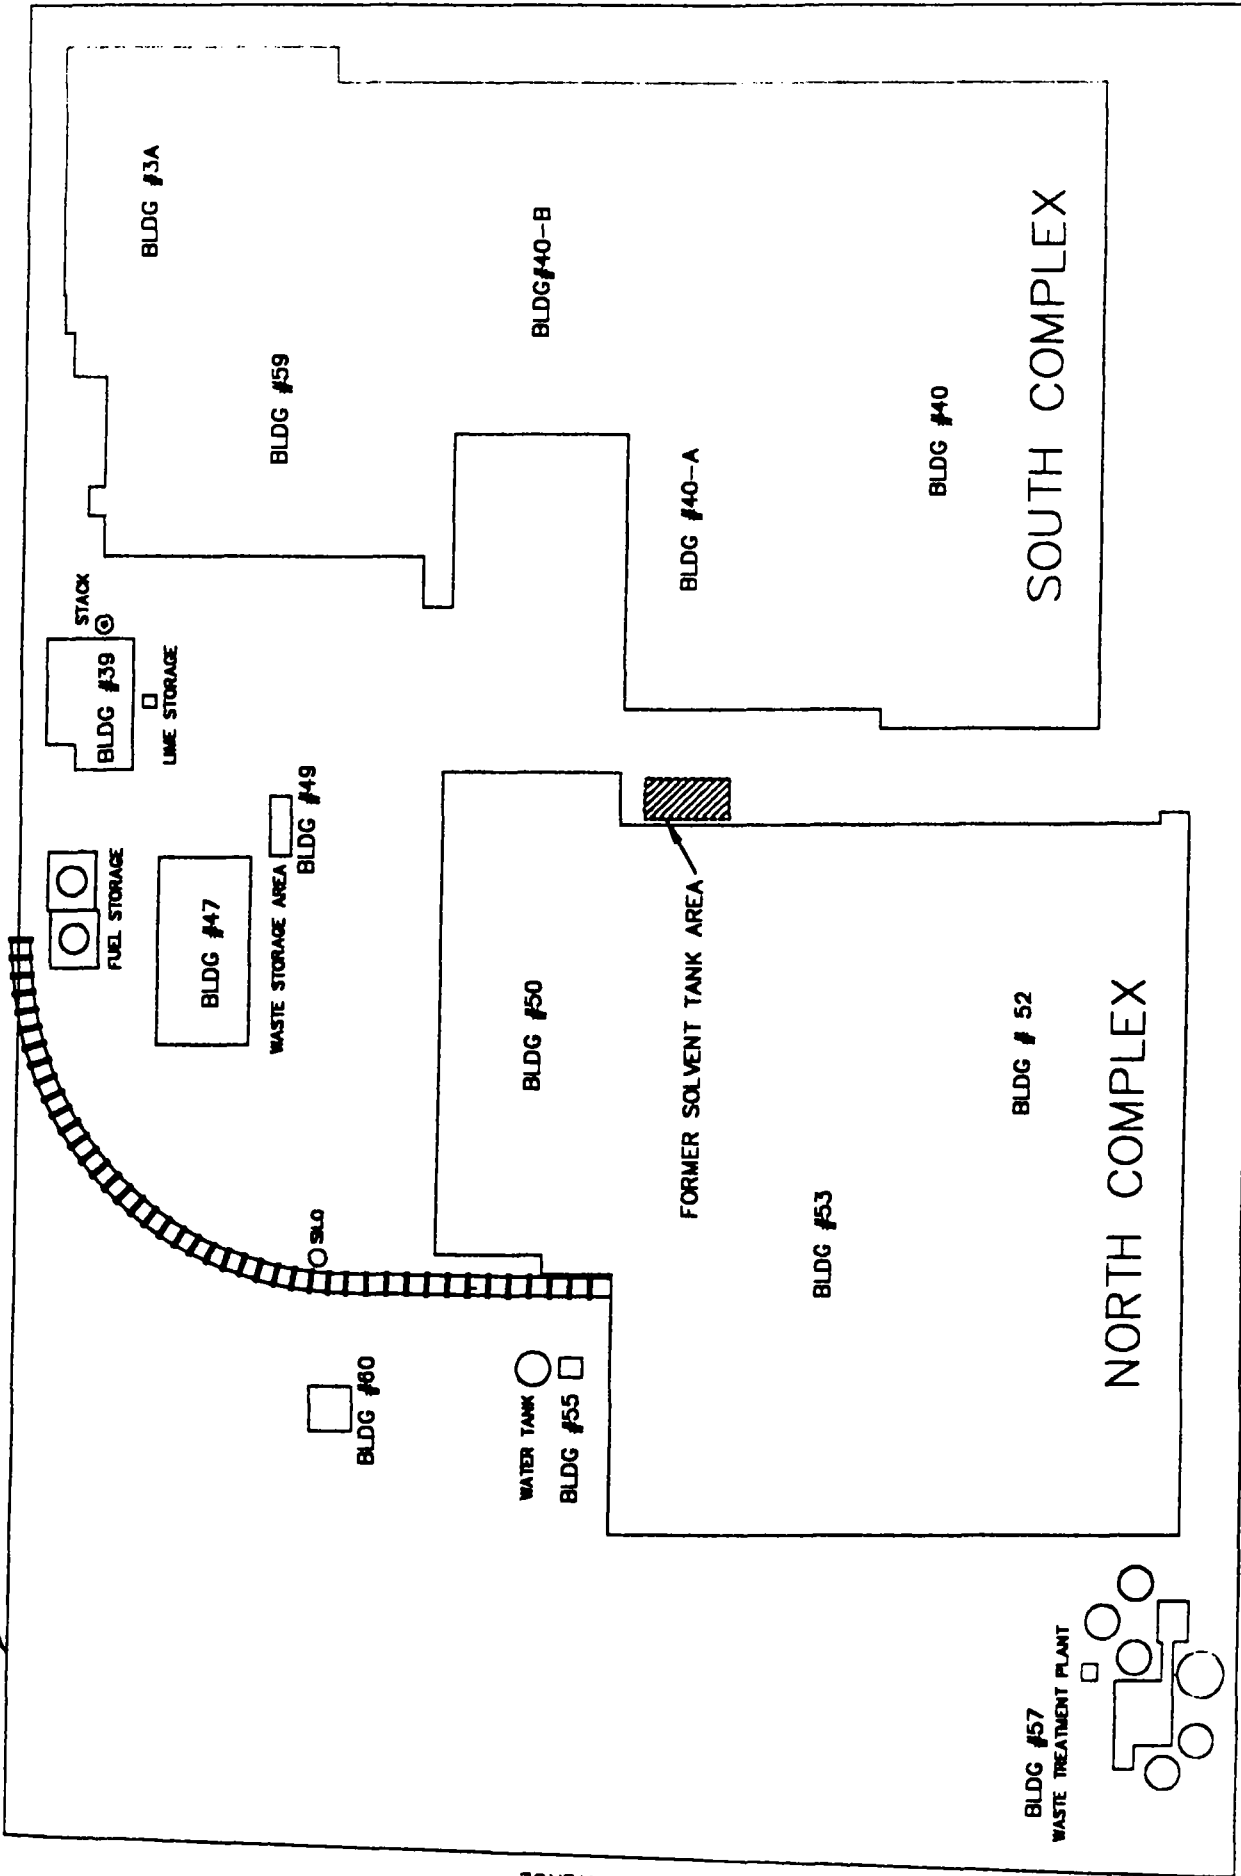 STACK
BLDG #39
FUEL STORAGE
BLDG #3A
LIME STORAGE
BLDG #47
WASTE STORAGE AREA
BLDG #59
BLDG #49
SILO
BLDG #60
WATER TANK
BLDG #50
BLDG#40-B
BLDG #55
BLDG #40-A
FORMER SOLVENT TANK AREA
BLDG #53
BLDG #40
BLDG # 52
BLDG #57
WASTE TREATMENT PLANT
SOUTH COMPLEX
NORTH COMPLEX